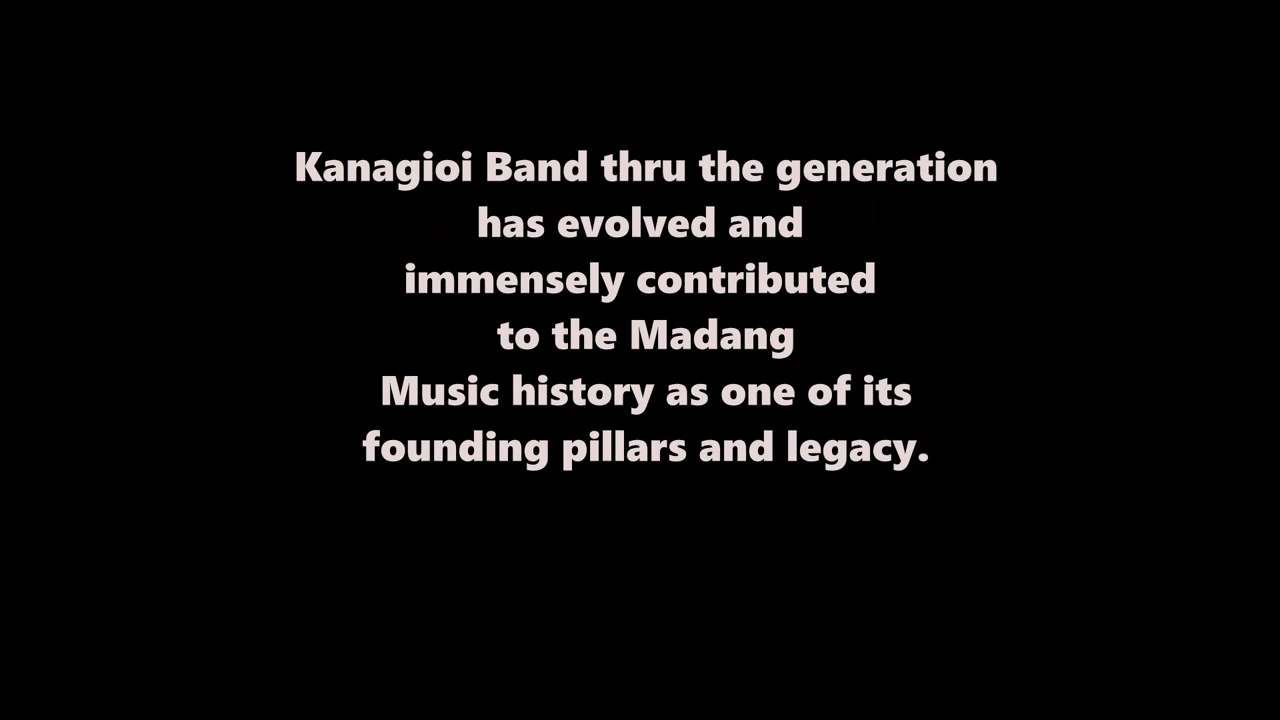 Kanagioi Band thru the generation
has evolved and
immensely contributed
to the Madang
Music history as one of its
founding pillars and legacy.